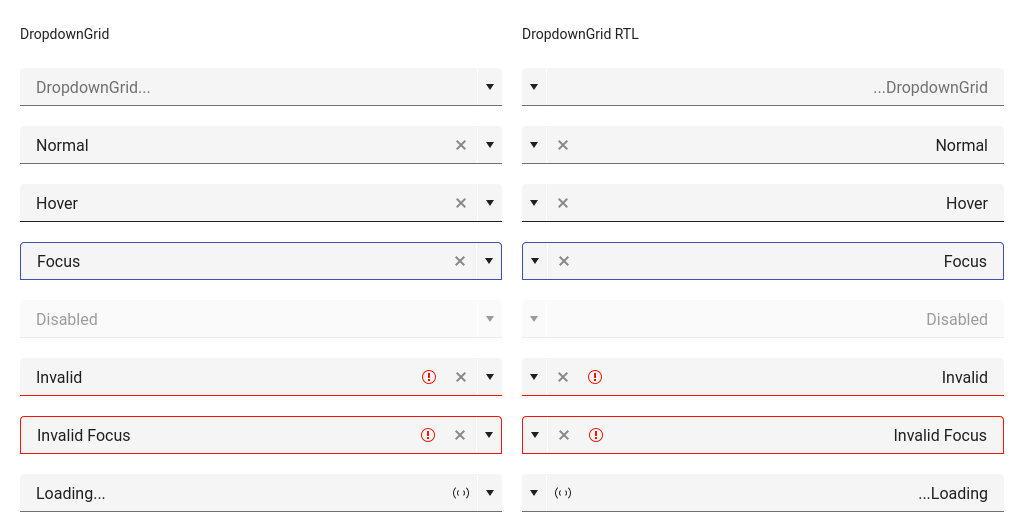 DropdownGrid
DropdownGrid RTL
DropdownGrid...
...DropdownGrid
Normal
Normal
Hover
Hover
Focus
Focus
Disabled
Disabled
Invalid
Invalid
Invalid Focus
Invalid Focus
Loading...
...Loading